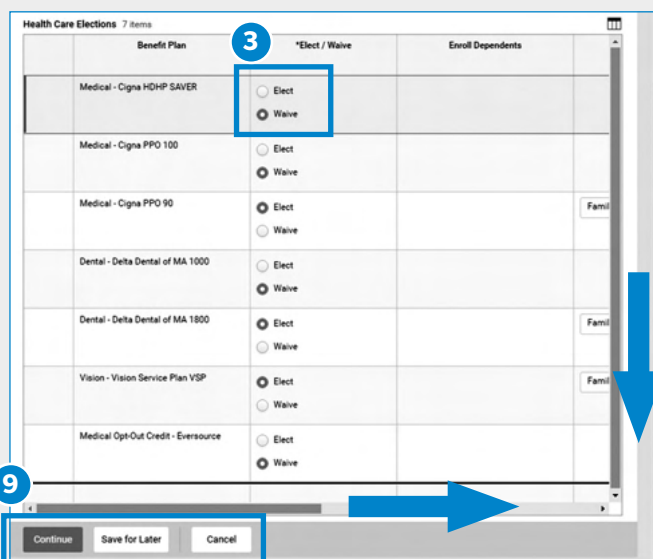 Health Care Elections 7 items
3
Benefit Plan *Elect / Waive Enroll Dependents
Medical - Cigna HDHP SAVER
Elect
Waive
Medical - Cigna PPO 100
Elect
Waive
Medical - Cigna PPO 90
Elect
Famil
Waive
Dental - Delta Dental of MA 1000
Elect
Waive
Dental - Delta Dental of MA 1800
Elect
Famil
Waive
Vision - Vision Service Plan VSP
Elect
Famil
Waive
Medical Opt-Out Credit - Eversource
Elect
Waive
9
Continue Save for Later Cancel